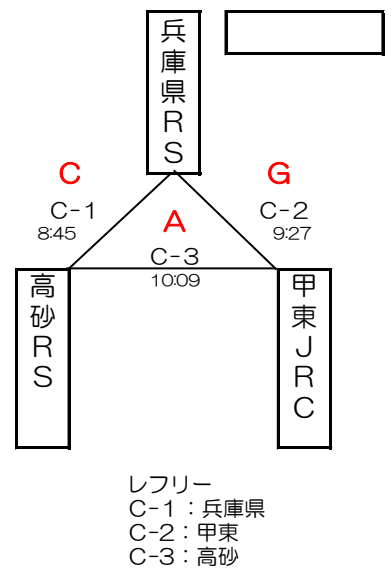 兵庫県RS
C
G
C-1
8:45
A
C-2
9:27
C-3
10:09
高砂RS
甲東JRC
レフリー
C-1：兵庫県
C-2：甲東
C-3：高砂